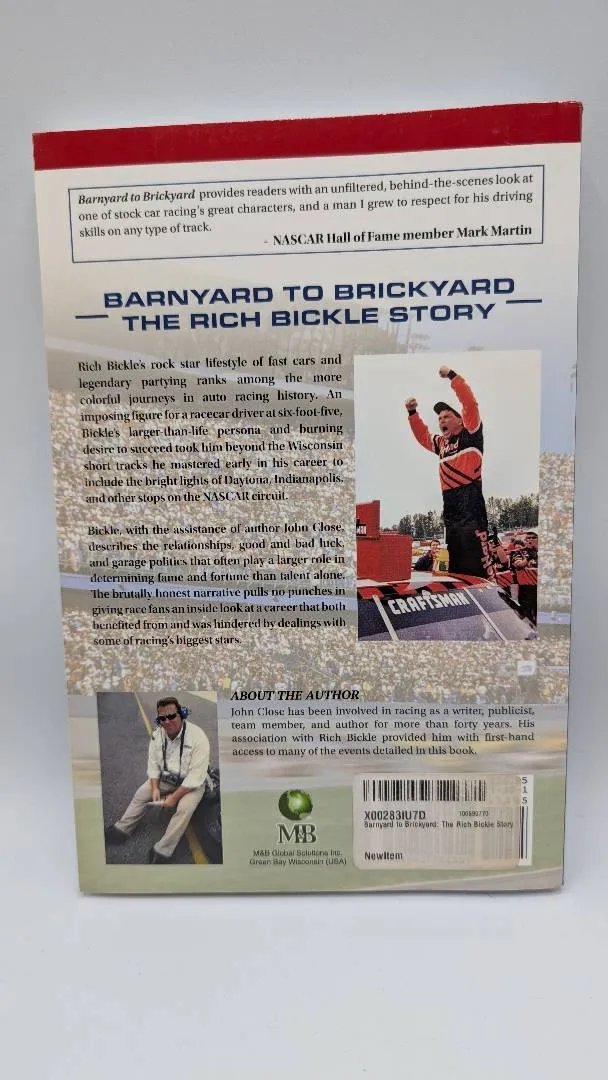 Barnyard to Brickyard provides readers with an unfiltered, behind-the-scenes look at
one of stock car racing's great characters, and a man I grew to respect for his driving
skills on any type of track.
- NASCAR Hall of Fame member Mark Martin
BARNYARD TO BRICKYARD
THE RICH BICKLE STORY
Rich Bickle's rock star lifestyle of fast cars and
legendary partying ranks among the more
colorful journeys in auto racing history. An
imposing figure for a racecar driver at six-foot-five,
Bickle's larger-than-life persona and burning
desire to succeed took him beyond the Wisconsin
short tracks he mastered early in his career to
include the bright lights of Daytona, Indianapolis,
and other stops on the NASCAR circuit.
Bickle, with the assistance of author John Close,
describes the relationships, good and bad luck,
and garage politics that often play a larger role in
determining fame and fortune than talent alone.
The brutally honest narrative pulls no punches in
giving race fans an inside look at a career that both
benefited from and was hindered by dealings with
some of racing's biggest stars.
CRAFTSMAN
ABOUT THE AUTHOR
John Close has been involved in racing as a writer, publicist,
team member, and author for more than forty years. His
association with Rich Bickle provided him with first-hand
access to many of the events detailed in this book.
M&B
M&B Global Solutions Inc.
Green Bay Wisconsin (USA)
515
X00283IU7D
Barnyard to Brickyard: The Rich Bickle Story
NewItem